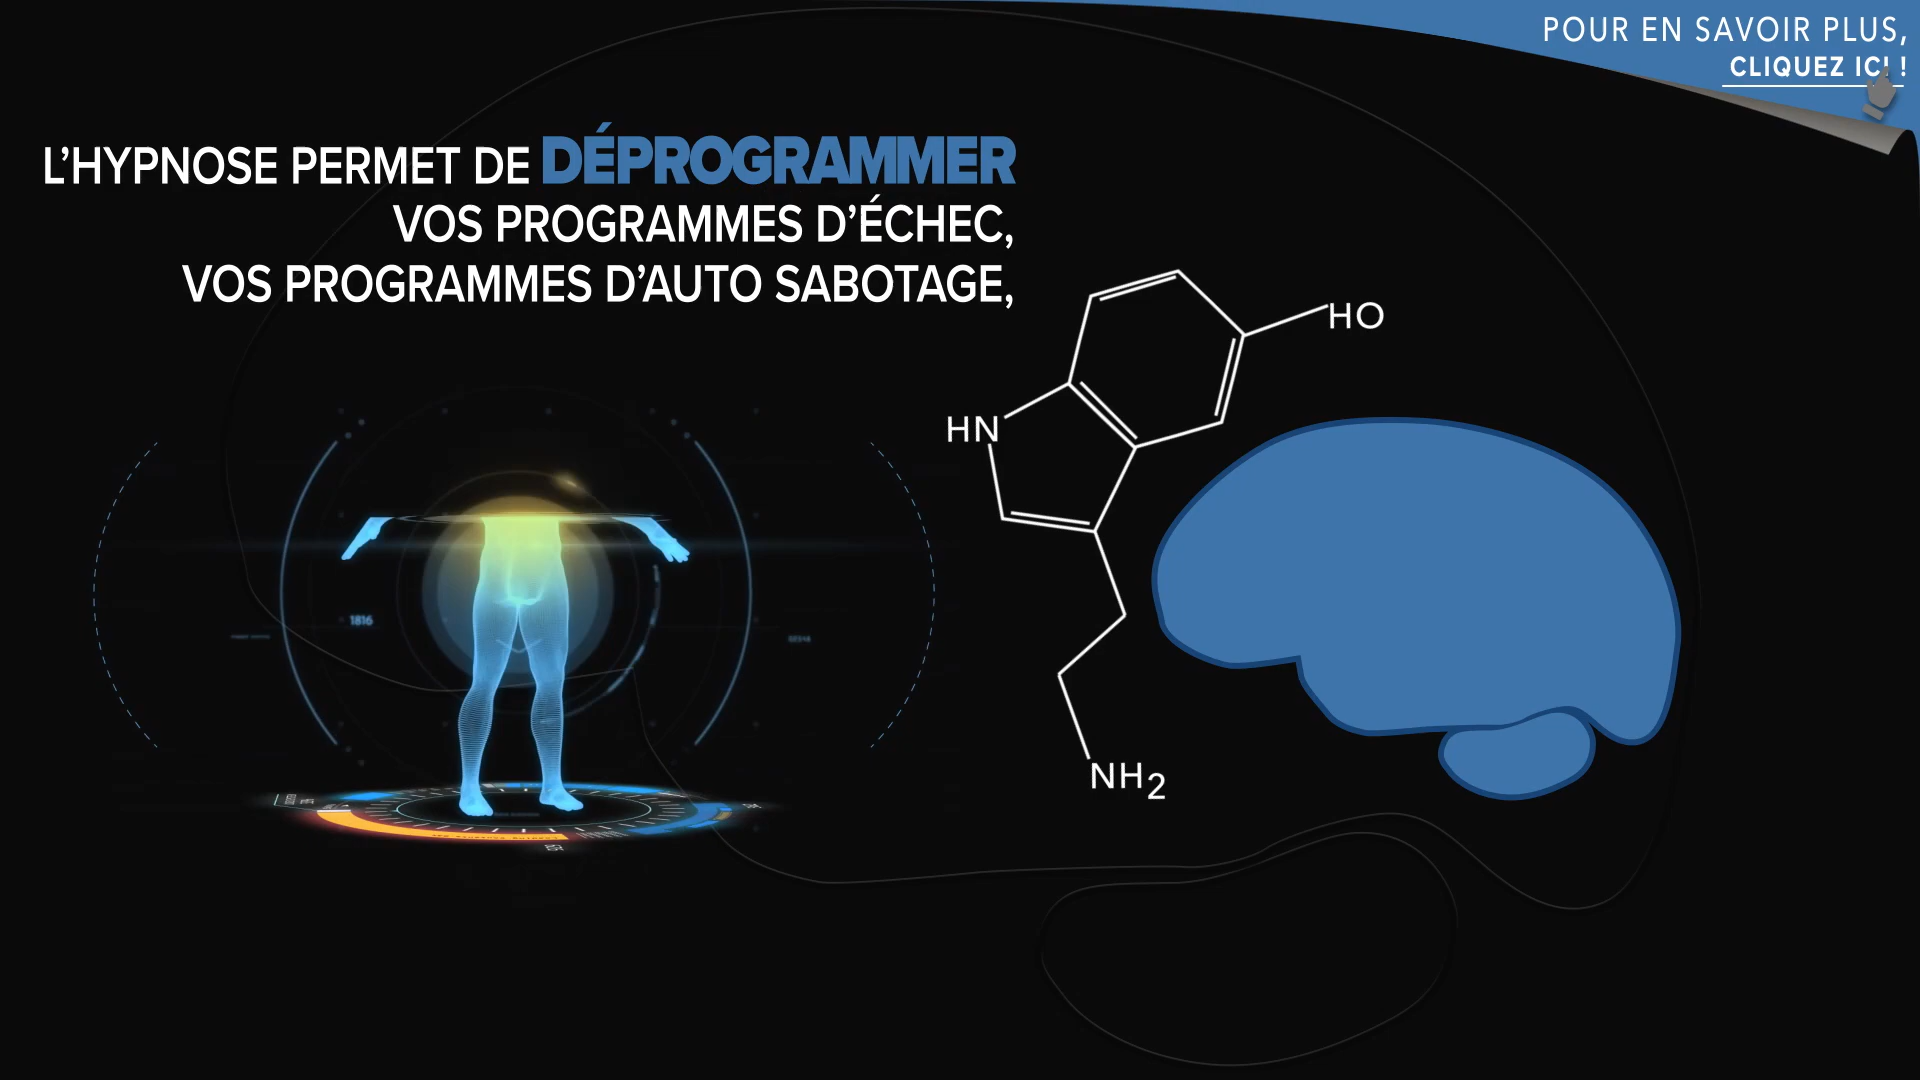 POUR EN SAVOIR PLUS,
CLIQUEZ ICI !
L’HYPNOSE PERMET DE DÉPROGRAMMER
VOS PROGRAMMES D’ÉCHEC,
VOS PROGRAMMES D’AUTO SABOTAGE,
HO
HN
NH2
1816